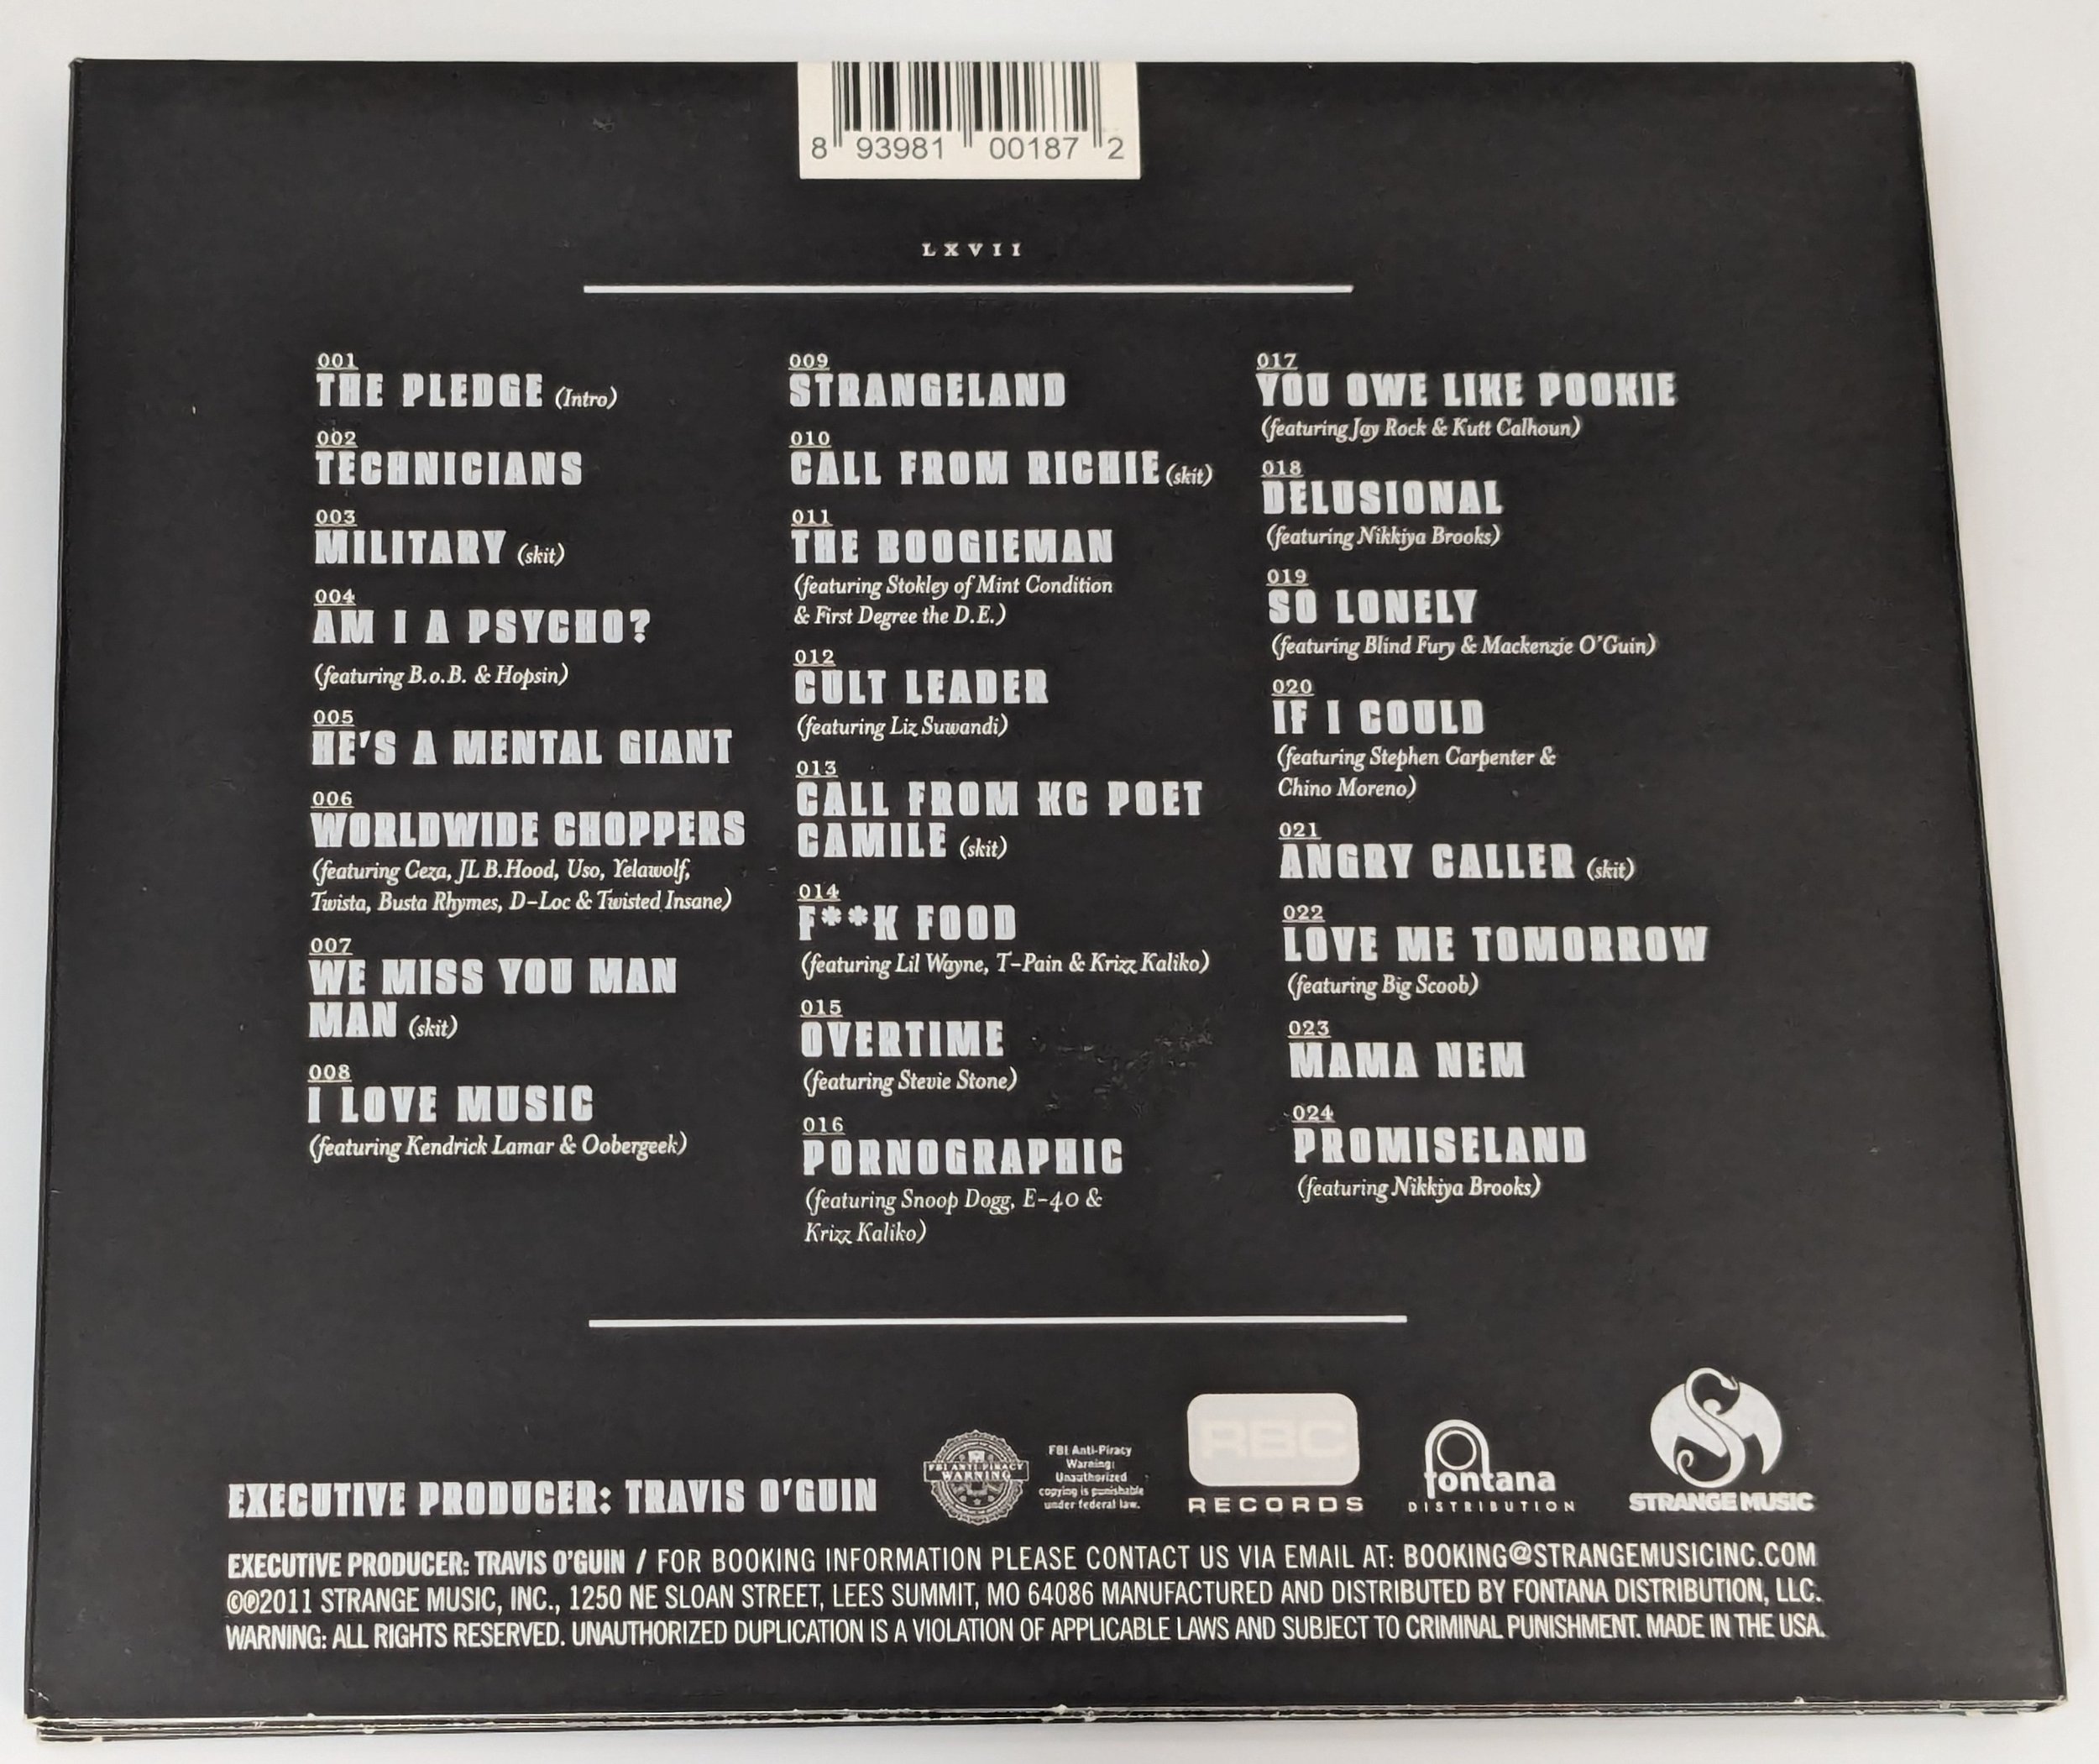 8 93981 00187 2
LXVII
001
THE PLEDGE (Intro)
002
TECHNICIANS
003
MILITARY (skit)
004
AM I A PSYCHO?
(featuring B.o.B. & Hopsin)
005
HE'S A MENTAL GIANT
006
WORLDWIDE CHOPPERS
(featuring Ceza, JL B.Hood, Uso, Yelawolf,
Twista, Busta Rhymes, D-Loc & Twisted Insane)
007
WE MISS YOU MAN
MAN (skit)
008
I LOVE MUSIC
(featuring Kendrick Lamar & Oobergeek)
009
STRANGELAND
010
CALL FROM RICHIE (skit)
011
THE BOOGIEMAN
(featuring Stokley of Mint Condition
& First Degree the D.E.)
012
CULT LEADER
(featuring Liz Suwandi)
013
CALL FROM KC POET
CAMILE (skit)
014
F**K FOOD
(featuring Lil Wayne, T-Pain & Krizz Kaliko)
015
OVERTIME
(featuring Stevie Stone)
016
PORNOGRAPHIC
(featuring Snoop Dogg, E-40 &
Krizz Kaliko)
017
YOU OWE LIKE POOKIE
(featuring Jay Rock & Kutt Calhoun)
018
DELUSIONAL
(featuring Nikkiya Brooks)
019
SO LONELY
(featuring Blind Fury & Mackenzie O'Guin)
020
IF I COULD
(featuring Stephen Carpenter &
Chino Moreno)
021
ANGRY CALLER (skit)
022
LOVE ME TOMORROW
(featuring Big Scoob)
023
MAMA NEM
024
PROMISELAND
(featuring Nikkiya Brooks)
EXECUTIVE PRODUCER: TRAVIS O'GUIN
FBI ANTI-PIRACY
WARNING
FBI Anti-Piracy
Warning:
Unauthorized
copying is punishable
under federal law.
RBC
RECORDS
fontana
DISTRIBUTION
STRANGE MUSIC
EXECUTIVE PRODUCER: TRAVIS O'GUIN / FOR BOOKING INFORMATION PLEASE CONTACT US VIA EMAIL AT: BOOKING@STRANGEMUSICINC.COM
©℗2011 STRANGE MUSIC, INC., 1250 NE SLOAN STREET, LEES SUMMIT, MO 64086 MANUFACTURED AND DISTRIBUTED BY FONTANA DISTRIBUTION, LLC.
WARNING: ALL RIGHTS RESERVED. UNAUTHORIZED DUPLICATION IS A VIOLATION OF APPLICABLE LAWS AND SUBJECT TO CRIMINAL PUNISHMENT. MADE IN THE USA.